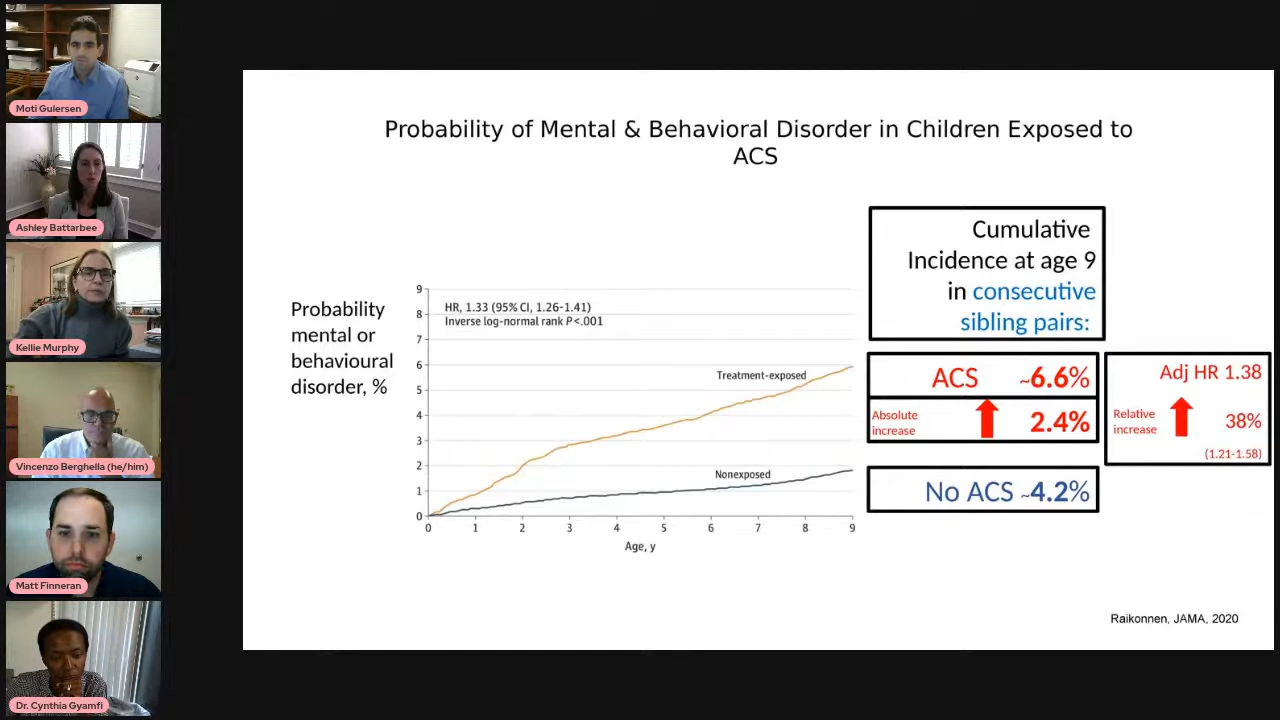 Moti Gulersen
Ashley Battarbee
Kellie Murphy
Vincenzo Berghella (he/him)
Matt Finneran
Dr. Cynthia Gyamfi
Probability of Mental & Behavioral Disorder in Children Exposed to
ACS
Probability
mental or
behavioural
disorder, %
9
8
7
6
5
4
3
2
1
0
HR, 1.33 (95% CI, 1.26-1.41)
Inverse log-normal rank P<.001
Treatment-exposed
Nonexposed
0 1 2 3 4 5 6 7 8 9
Age, y
Cumulative
Incidence at age 9
in consecutive
sibling pairs:
ACS ~6.6%
Absolute
increase
2.4%
No ACS ~4.2%
Adj HR 1.38
Relative
increase
38%
(1.21-1.58)
Raikonnen, JAMA, 2020